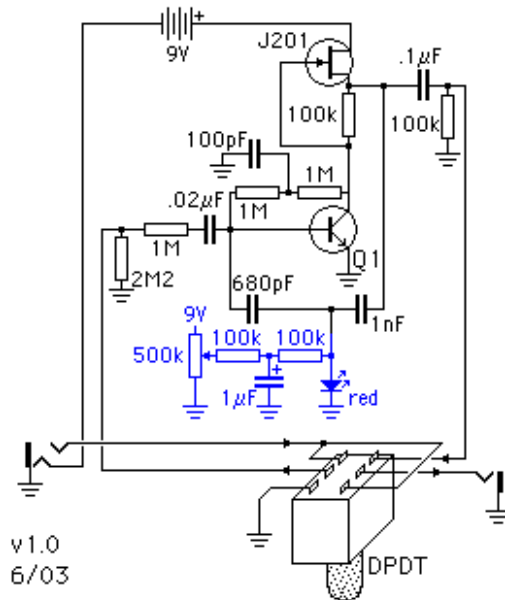 +
9V
J201
.1µF
100k
100k
100pF
1M
1M
.02µF
1M
Q1
2M2
680pF
1nF
9V
100k
100k
500k
+
1µF
red
v1.0
6/03
DPDT